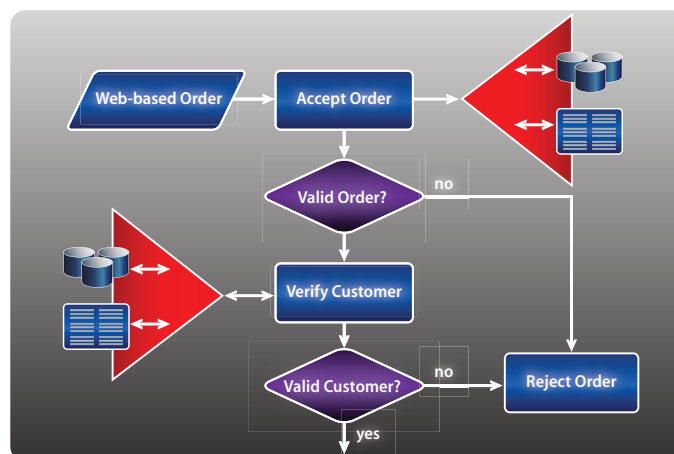 Web-based Order
Accept Order
Valid Order?
no
Verify Customer
Valid Customer?
no
Reject Order
yes